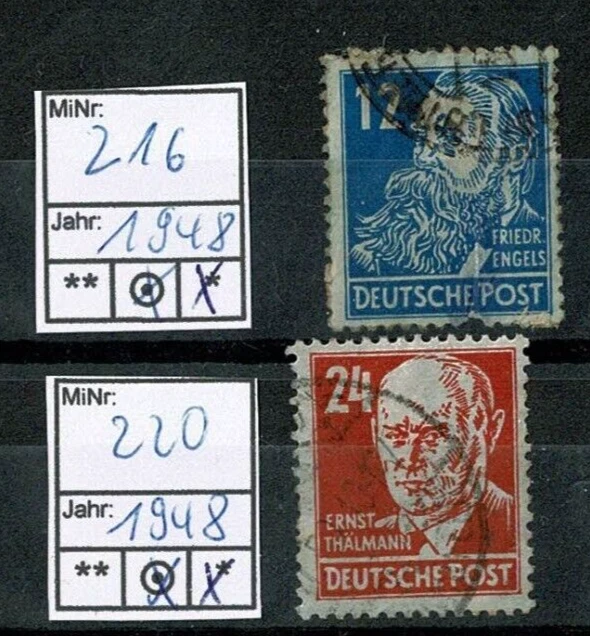 MiNr:
216
Jahr: 1948
** *
12
FRIEDR.
ENGELS
DEUTSCHE POST
MiNr:
220
Jahr: 1948
** *
24
ERNST
THÄLMANN
DEUTSCHE POST